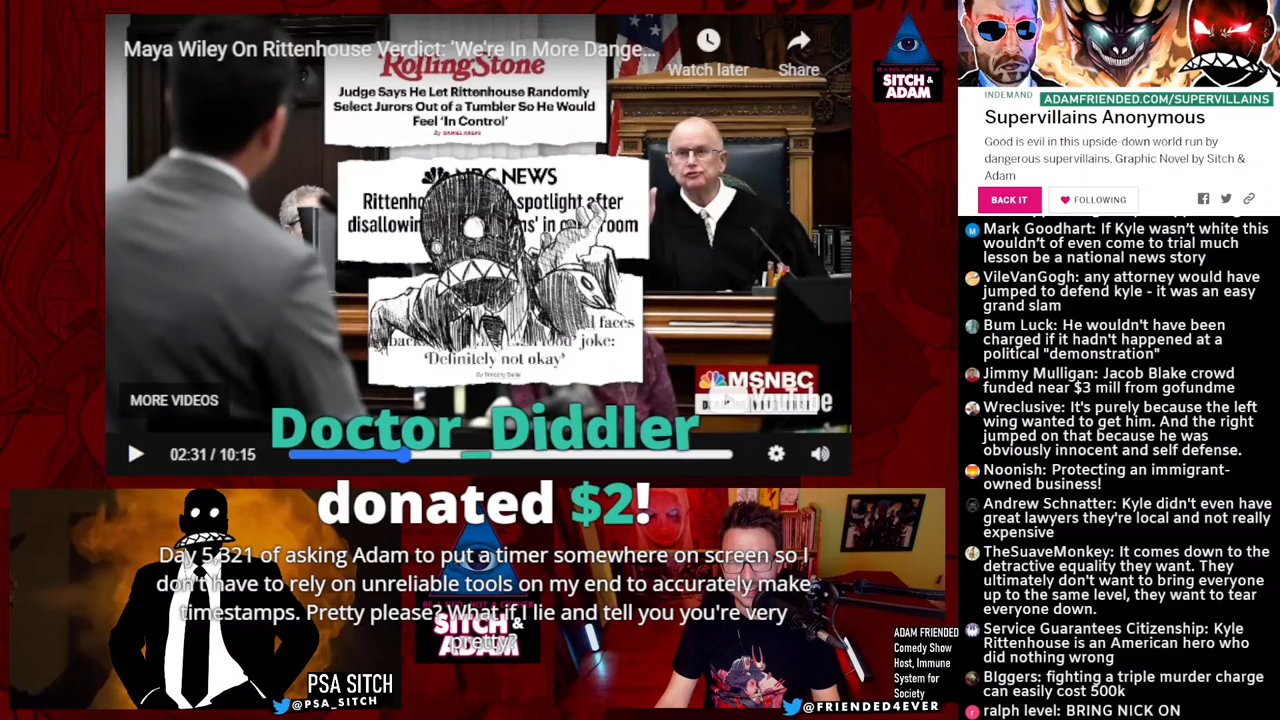 Maya Wiley On Rittenhouse Verdict: 'We're In More Dange...
Watch later
Share
RollingStone
Judge Says He Let Rittenhouse Randomly
Select Jurors Out of a Tumbler So He Would
Feel 'In Control'
By DANIEL KREPS
NEWS
spotlight after
room
faces
joke:
'Definitely not okay'
MSNBC
YouTube
MORE VIDEOS
02:31 / 10:15
SITCH
& ADAM
Doctor_Diddler
donated $2!
Day 5,321 of asking Adam to put a timer somewhere on screen so I
don't have to rely on unreliable tools on my end to accurately make
timestamps. Pretty please? What if I lie and tell you you're very
pretty?
SITCH &
ADAM
PSA SITCH
@PSA_SITCH
ADAM FRIENDED
Comedy Show
Host, Immune
System for
Society
@FRIENDED4EVER
INDEMAND
ADAMFRIENDED.COM/SUPERVILLAINS
Supervillains Anonymous
Good is evil in this upside-down world run by
dangerous supervillains. Graphic Novel by Sitch &
Adam
BACK IT
FOLLOWING
Mark Goodhart: If Kyle wasn't white this
wouldn't of even come to trial much
lesson be a national news story
VileVanGogh: any attorney would have
jumped to defend kyle - it was an easy
grand slam
Bum Luck: He wouldn't have been
charged if it hadn't happened at a
political "demonstration"
Jimmy Mulligan: Jacob Blake crowd
funded near $3 mill from gofundme
Wreclusive: It's purely because the left
wing wanted to get him. And the right
jumped on that because he was
obviously innocent and self defense.
Noonish: Protecting an immigrant-
owned business!
Andrew Schnatter: Kyle didn't even have
great lawyers they're local and not really
expensive
TheSuaveMonkey: It comes down to the
detractive equality they want. They
ultimately don't want to bring everyone
up to the same level, they want to tear
everyone down.
Service Guarantees Citizenship: Kyle
Rittenhouse is an American hero who
did nothing wrong
BIggers: fighting a triple murder charge
can easily cost 500k
ralph level: BRING NICK ON